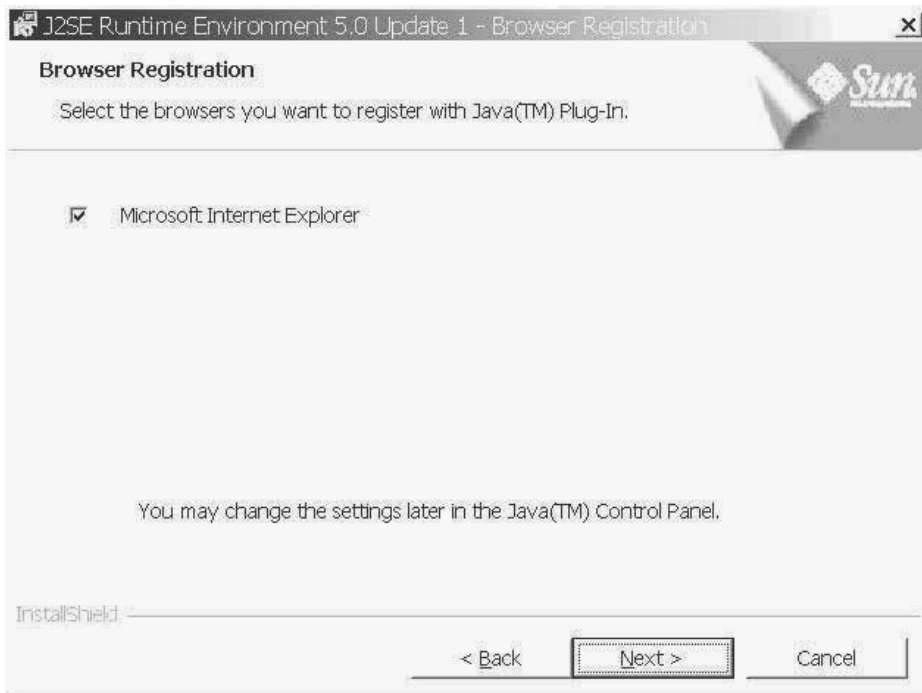 J2SE Runtime Environment 5.0 Update 1 - Browser Registration
Browser Registration
Select the browsers you want to register with Java(TM) Plug-In.
Sun
Microsoft Internet Explorer
You may change the settings later in the Java(TM) Control Panel.
InstallShield
< Back
Next >
Cancel